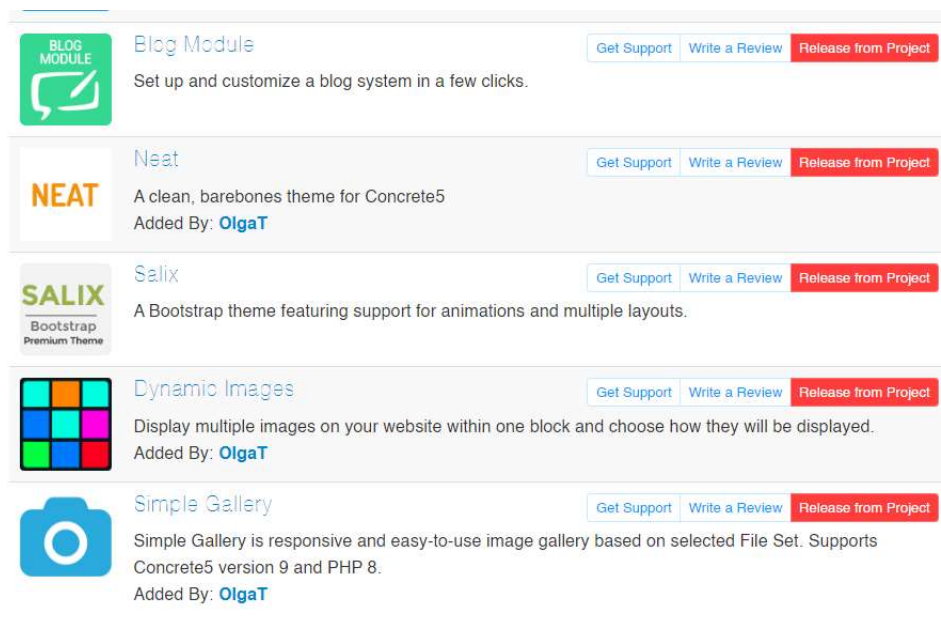 BLOG
MODULE
Blog Module
Get Support
Write a Review
Release from Project
Set up and customize a blog system in a few clicks.
NEAT
Neat
Get Support
Write a Review
Release from Project
A clean, barebones theme for Concrete5
Added By: OlgaT
SALIX
Bootstrap
Premium Theme
Salix
Get Support
Write a Review
Release from Project
A Bootstrap theme featuring support for animations and multiple layouts.
Dynamic Images
Get Support
Write a Review
Release from Project
Display multiple images on your website within one block and choose how they will be displayed.
Added By: OlgaT
Simple Gallery
Get Support
Write a Review
Release from Project
Simple Gallery is responsive and easy-to-use image gallery based on selected File Set. Supports
Concrete5 version 9 and PHP 8.
Added By: OlgaT